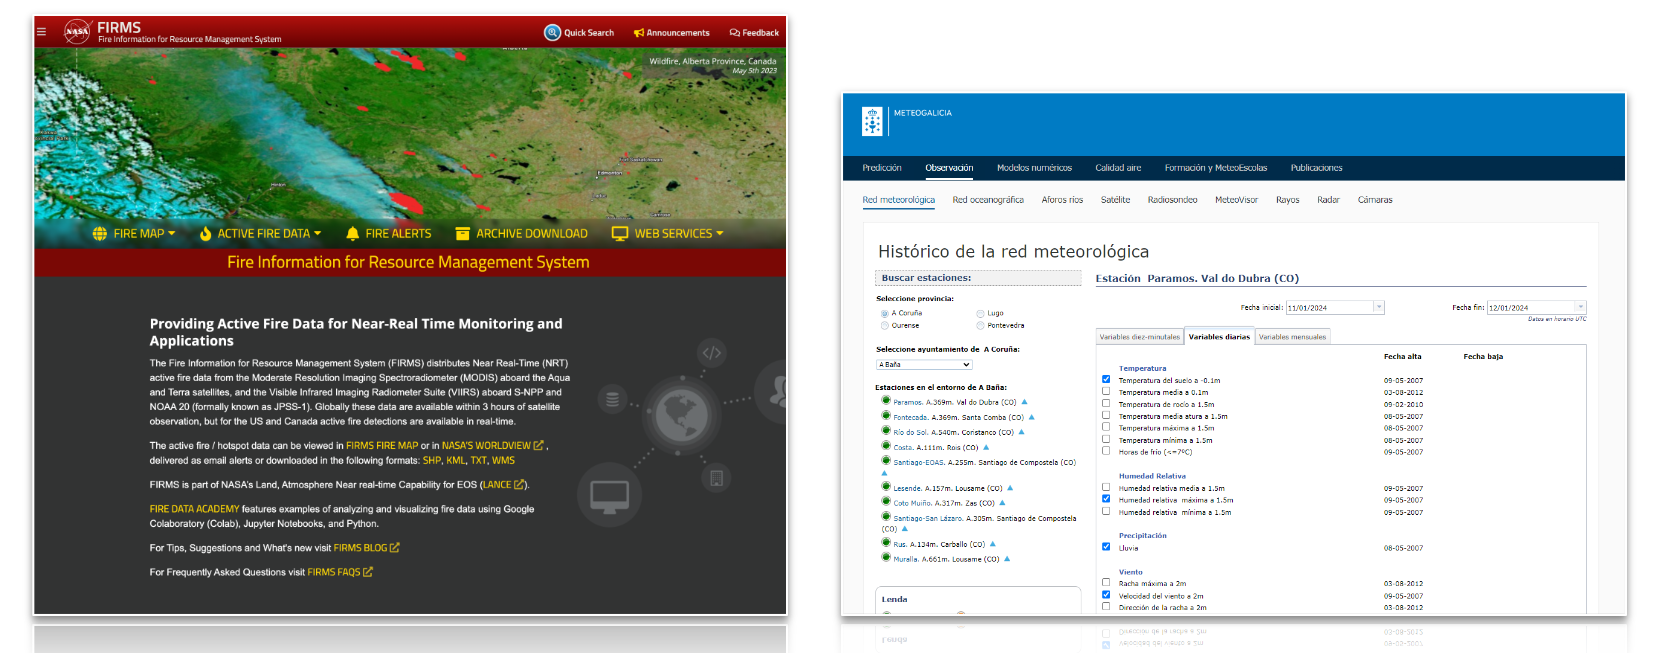 NASA
FIRMS
Fire Information for Resource Management System
Quick Search
Announcements
Feedback
Wildfire, Alberta Province, Canada
May 5th 2023
Edmonton
FIRE MAP
ACTIVE FIRE DATA
FIRE ALERTS
ARCHIVE DOWNLOAD
WEB SERVICES
Fire Information for Resource Management System
Providing Active Fire Data for Near-Real Time Monitoring and
Applications
The Fire Information for Resource Management System (FIRMS) distributes Near Real-Time (NRT)
active fire data from the Moderate Resolution Imaging Spectroradiometer (MODIS) aboard the Aqua
and Terra satellites, and the Visible Infrared Imaging Radiometer Suite (VIIRS) aboard S-NPP and
NOAA 20 (formally known as JPSS-1). Globally these data are available within 3 hours of satellite
observation, but for the US and Canada active fire detections are available in real-time.
The active fire / hotspot data can be viewed in FIRMS FIRE MAP or in NASA'S WORLDVIEW ,
delivered as email alerts or downloaded in the following formats: SHP, KML, TXT, WMS
FIRMS is part of NASA's Land, Atmosphere Near real-time Capability for EOS (LANCE ).
FIRE DATA ACADEMY features examples of analyzing and visualizing fire data using Google
Colaboratory (Colab), Jupyter Notebooks, and Python.
For Tips, Suggestions and What's new visit FIRMS BLOG
For Frequently Asked Questions visit FIRMS FAQS
METEOGALICIA
Predicción Observación Modelos numéricos Calidad aire Formación y MeteoEscolas Publicaciones
Red meteorológica Red oceanográfica Aforos ríos Satélite Radiosondeo MeteoVisor Rayos Radar Cámaras
Histórico de la red meteorológica
Buscar estaciones:
Seleccione provincia:
A Coruña Lugo
Ourense Pontevedra
Seleccione ayuntamiento de A Coruña:
A Baña
Estaciones en el entorno de A Baña:
Paramos. A.369m. Val do Dubra (CO)
Fontecada. A.369m. Santa Comba (CO)
Río do Sol. A.540m. Coristanco (CO)
Costa. A.111m. Rois (CO)
Santiago-EOAS. A.255m. Santiago de Compostela (CO)
Lesende. A.157m. Lousame (CO)
Coto Muiño. A.317m. Zas (CO)
Santiago-San Lázaro. A.305m. Santiago de Compostela
(CO)
Rus. A.134m. Carballo (CO)
Muralla. A.661m. Lousame (CO)
Lenda
Estación Paramos. Val do Dubra (CO)
Fecha inicial: 11/01/2024 Fecha fin: 12/01/2024
Datos en horario UTC
Variables diez-minutales Variables diarias Variables mensuales
Fecha alta Fecha baja
Temperatura
Temperatura del suelo a -0.1m 09-05-2007
Temperatura media a 0.1m 03-08-2012
Temperatura de rocío a 1.5m 09-02-2010
Temperatura media atura a 1.5m 08-05-2007
Temperatura máxima a 1.5m 08-05-2007
Temperatura mínima a 1.5m 08-05-2007
Horas de frío (<=7ºC) 09-05-2007
Humedad Relativa
Humedad relativa media a 1.5m 09-05-2007
Humedad relativa máxima a 1.5m 09-05-2007
Humedad relativa mínima a 1.5m 09-05-2007
Precipitación
Lluvia 08-05-2007
Viento
Racha máxima a 2m 03-08-2012
Velocidad del viento a 2m 09-05-2007
Dirección de la racha a 2m 03-08-2012